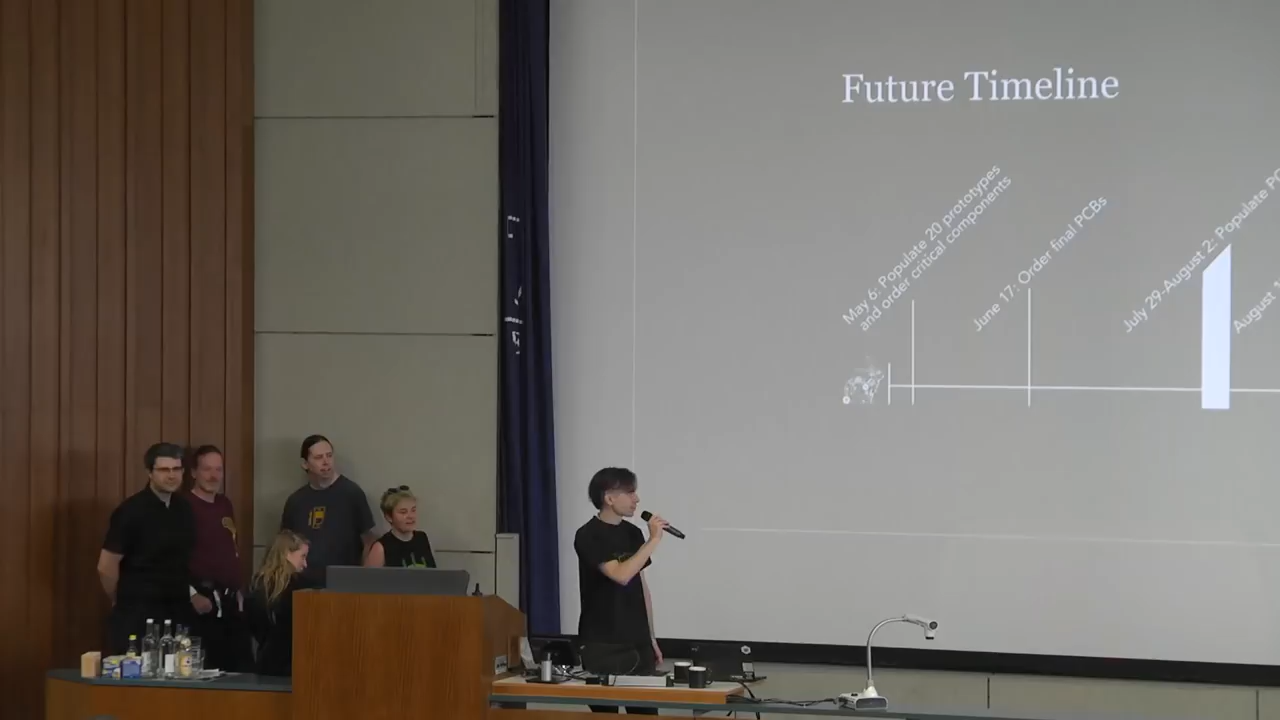 Future Timeline
May 6: Populate 20 prototypes
and order critical components
June 17: Order final PCBs
July 29-August 2: Populate
August